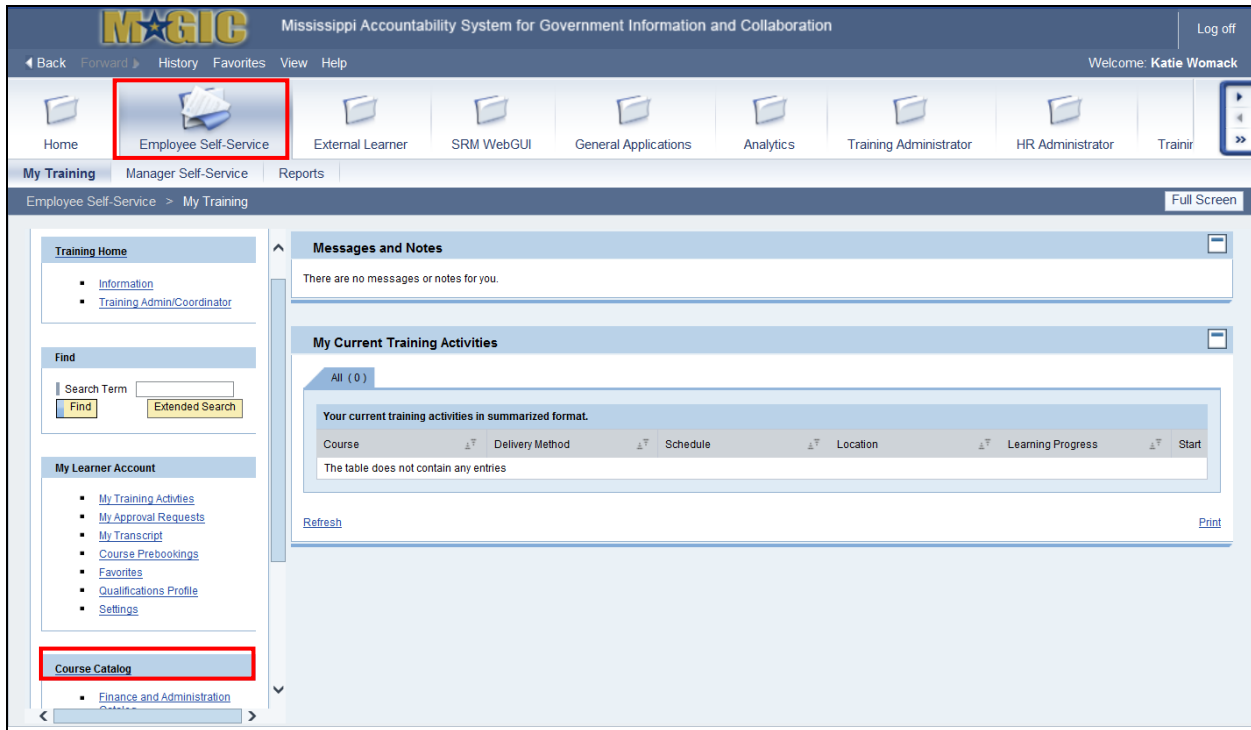 MAGIC
Mississippi Accountability System for Government Information and Collaboration
Log off
Back Forward History Favorites View Help
Welcome: Katie Womack
Home Employee Self-Service External Learner SRM WebGUI General Applications Analytics Training Administrator HR Administrator Trainir
My Training Manager Self-Service Reports
Employee Self-Service > My Training
Full Screen
Training Home
Information
Training Admin/Coordinator
Find
Search Term
Find Extended Search
My Learner Account
My Training Activties
My Approval Requests
My Transcript
Course Prebookings
Favorites
Qualifications Profile
Settings
Course Catalog
Finance and Administration
Messages and Notes
There are no messages or notes for you.
My Current Training Activities
All ( 0 )
Your current training activities in summarized format.
Course Delivery Method Schedule Location Learning Progress Start
The table does not contain any entries
Refresh Print